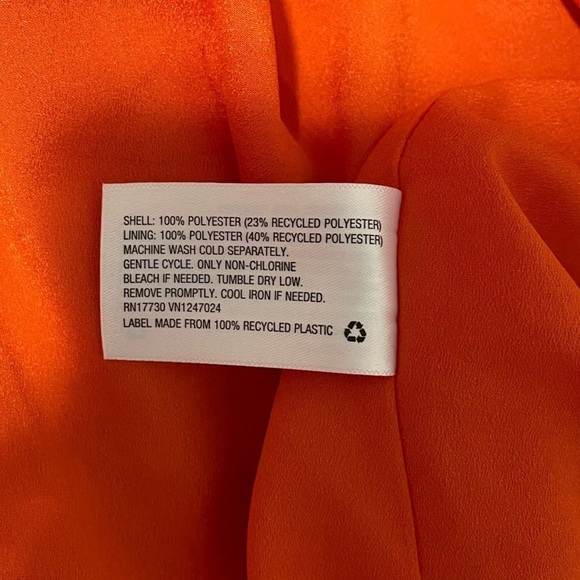 SHELL: 100% POLYESTER (23% RECYCLED POLYESTER)
LINING: 100% POLYESTER (40% RECYCLED POLYESTER)
MACHINE WASH COLD SEPARATELY.
GENTLE CYCLE. ONLY NON-CHLORINE
BLEACH IF NEEDED. TUMBLE DRY LOW.
REMOVE PROMPTLY. COOL IRON IF NEEDED.
RN17730 VN1247024
LABEL MADE FROM 100% RECYCLED PLASTIC